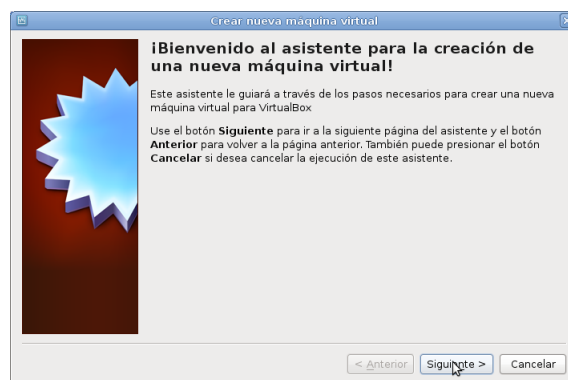 Crear nueva máquina virtual
¡Bienvenido al asistente para la creación de
una nueva máquina virtual!
Este asistente le guiará a través de los pasos necesarios para crear una nueva
máquina virtual para VirtualBox
Use el botón Siguiente para ir a la siguiente página del asistente y el botón
Anterior para volver a la página anterior. También puede presionar el botón
Cancelar si desea cancelar la ejecución de este asistente.
< Anterior Siguiente > Cancelar